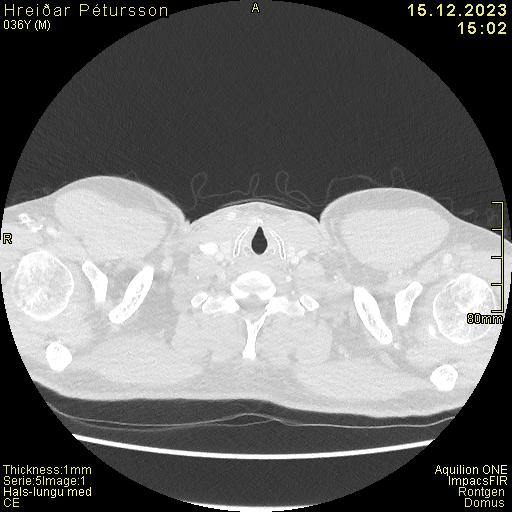 Hreiðar Pétursson
036Y (M)
A
15.12.2023
15:02
R
80mm
Thickness:1mm
Serie:5Image:1
Hals-lungu med
CE
Aquilion ONE
ImpacsFIR
Rontgen
Domus